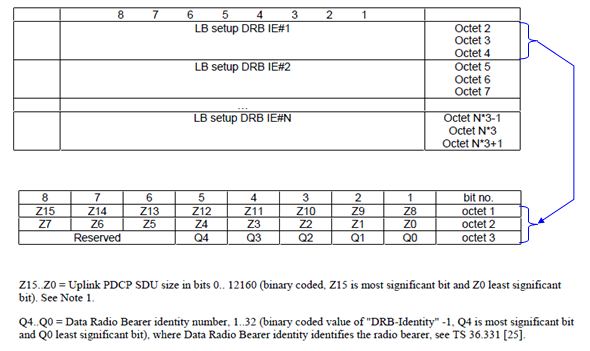 8 7 6 5 4 3 2 1
LB setup DRB IE#1 Octet 2
Octet 3
Octet 4
LB setup DRB IE#2 Octet 5
Octet 6
Octet 7
...
LB setup DRB IE#N Octet N*3-1
Octet N*3
Octet N*3+1
8 7 6 5 4 3 2 1 bit no.
Z15 Z14 Z13 Z12 Z11 Z10 Z9 Z8 octet 1
Z7 Z6 Z5 Z4 Z3 Z2 Z1 Z0 octet 2
Reserved Q4 Q3 Q2 Q1 Q0 octet 3
Z15..Z0 = Uplink PDCP SDU size in bits 0.. 12160 (binary coded, Z15 is most significant bit and Z0 least significant
bit). See Note 1.
Q4..Q0 = Data Radio Bearer identity number, 1..32 (binary coded value of "DRB-Identity" -1, Q4 is most significant bit
and Q0 least significant bit), where Data Radio Bearer identity identifies the radio bearer, see TS 36.331 [25].